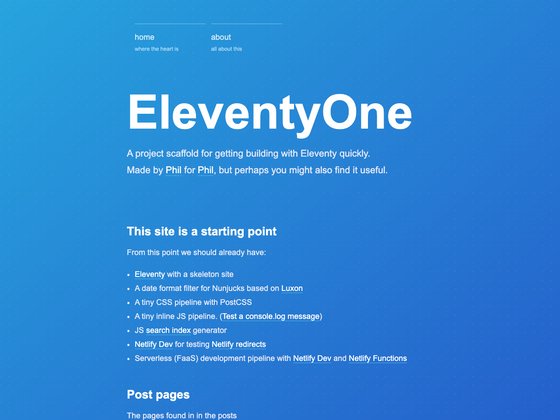 home
about
where the heart is
all about this
EleventyOne
A project scaffold for getting building with Eleventy quickly.
Made by Phil for Phil, but perhaps you might also find it useful.
This site is a starting point
From this point we should already have:
Eleventy with a skeleton site
A date format filter for Nunjucks based on Luxon
A tiny CSS pipeline with PostCSS
A tiny inline JS pipeline. (Test a console.log message)
JS search index generator
Netlify Dev for testing Netlify redirects
Serverless (FaaS) development pipeline with Netlify Dev and Netlify Functions
Post pages
The pages found in in the posts